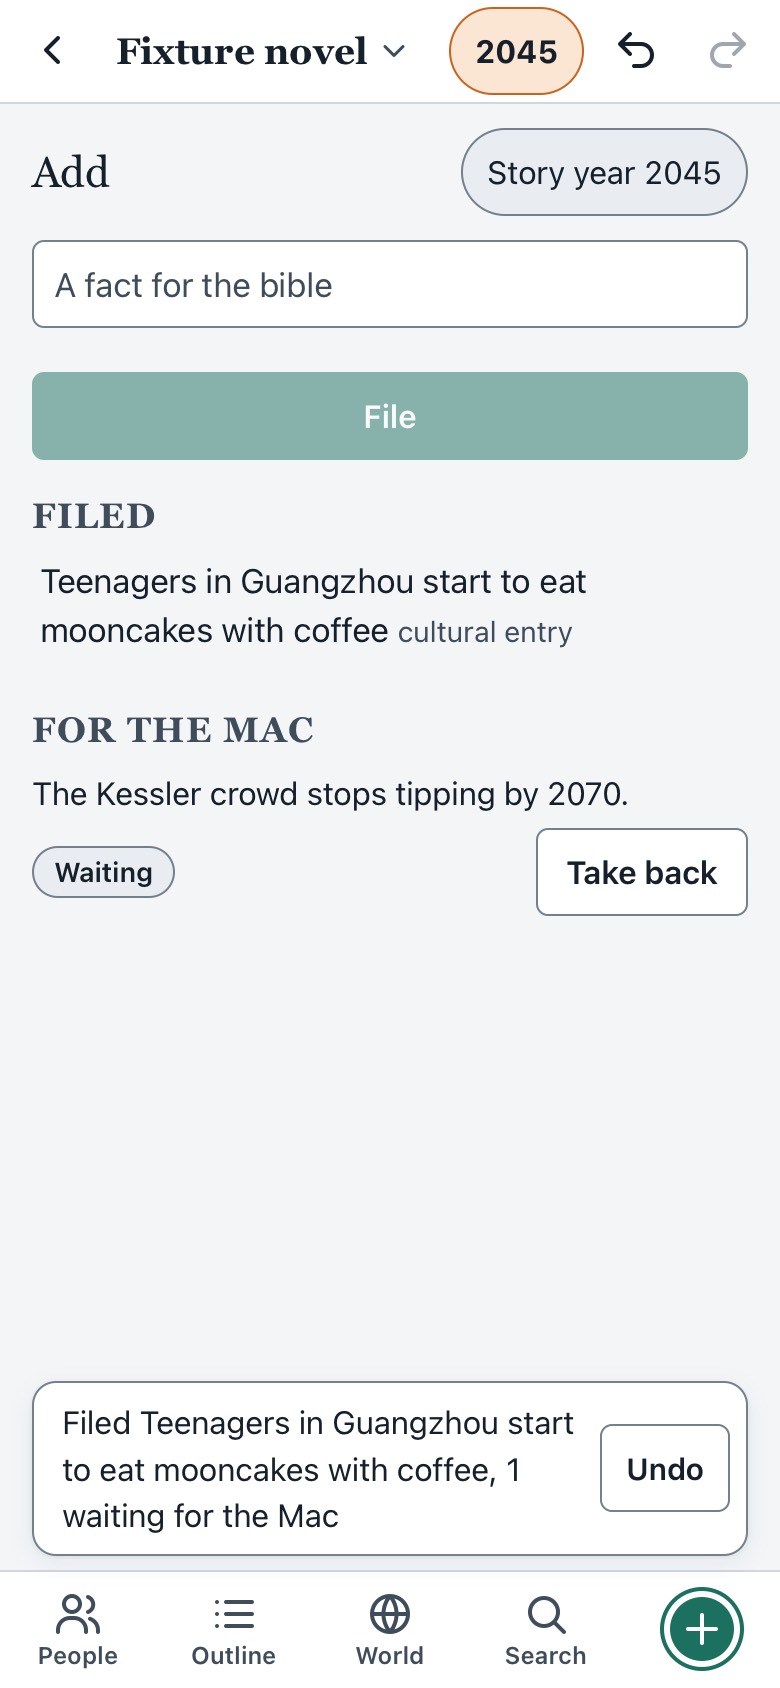 Fixture novel
2045
Add
Story year 2045
A fact for the bible
File
FILED
Teenagers in Guangzhou start to eat
mooncakes with coffee cultural entry
FOR THE MAC
The Kessler crowd stops tipping by 2070.
Waiting
Take back
Filed Teenagers in Guangzhou start
to eat mooncakes with coffee, 1
waiting for the Mac
Undo
People
Outline
World
Search